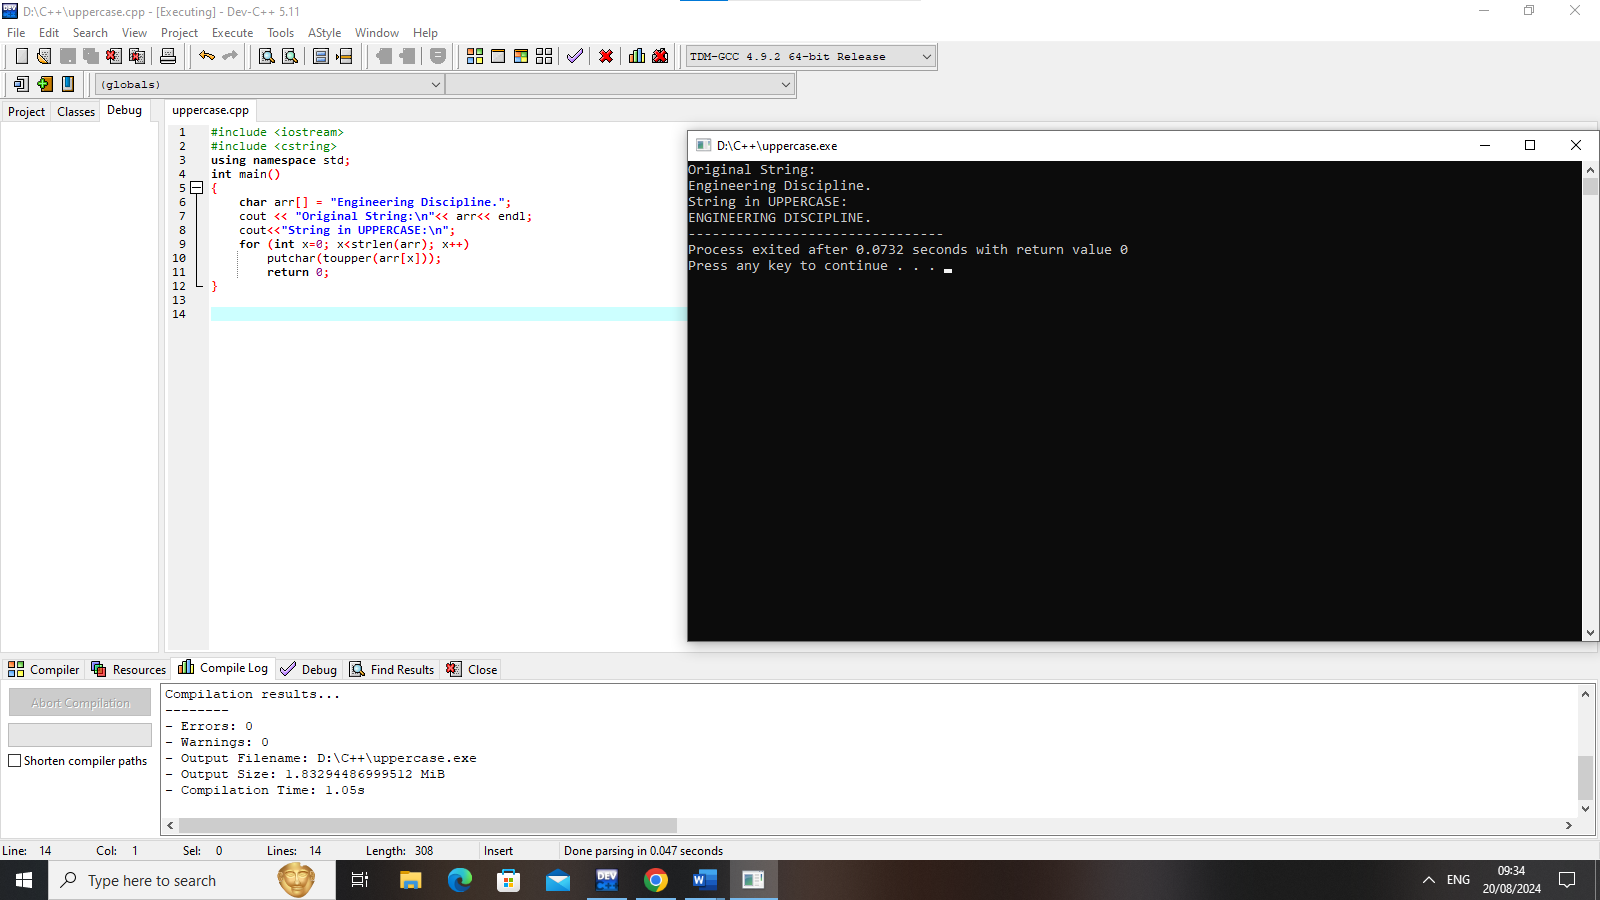 D:\C++\uppercase.cpp - [Executing] - Dev-C++ 5.11
File Edit Search View Project Execute Tools AStyle Window Help
TDM-GCC 4.9.2 64-bit Release
(globals)
Project Classes Debug
uppercase.cpp
1 #include <iostream>
2 #include <cstring>
3 using namespace std;
4 int main()
5 {
6 char arr[] = "Engineering Discipline.";
7 cout << "Original String:\n"<< arr<< endl;
8 cout<<"String in UPPERCASE:\n";
9 for (int x=0; x<strlen(arr); x++)
10 putchar(toupper(arr[x]));
11 return 0;
12 }
13
14
D:\C++\uppercase.exe
Original String:
Engineering Discipline.
String in UPPERCASE:
ENGINEERING DISCIPLINE.
--------------------------------
Process exited after 0.0732 seconds with return value 0
Press any key to continue . . .
Compiler Resources Compile Log Debug Find Results Close
Abort Compilation
Shorten compiler paths
Compilation results...
--------
- Errors: 0
- Warnings: 0
- Output Filename: D:\C++\uppercase.exe
- Output Size: 1.83294486999512 MiB
- Compilation Time: 1.05s
Line: 14 Col: 1 Sel: 0 Lines: 14 Length: 308 Insert Done parsing in 0.047 seconds
Type here to search
DEV
W
ENG
09:34
20/08/2024